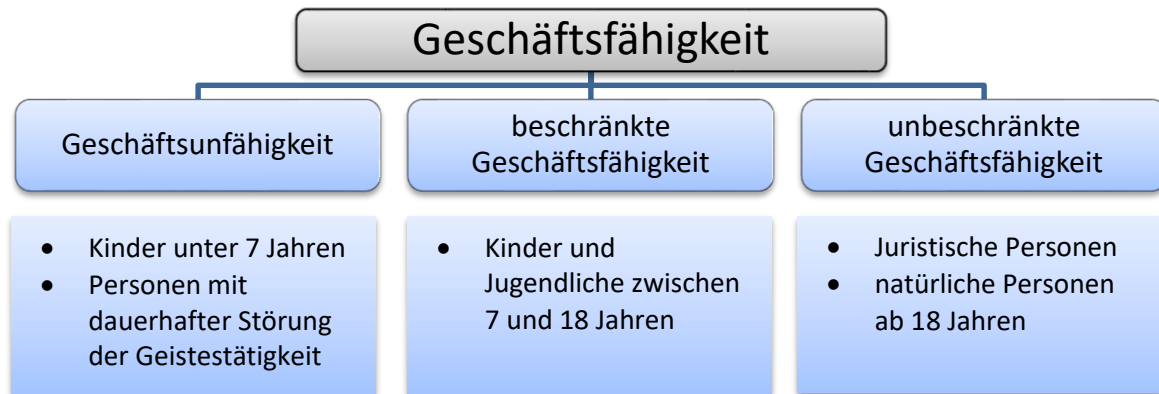 Geschäftsfähigkeit
Geschäftsunfähigkeit
beschränkte
Geschäftsfähigkeit
unbeschränkte
Geschäftsfähigkeit
• Kinder unter 7 Jahren
• Personen mit
dauerhafter Störung
der Geistestätigkeit
• Kinder und
Jugendliche zwischen
7 und 18 Jahren
• Juristische Personen
• natürliche Personen
ab 18 Jahren